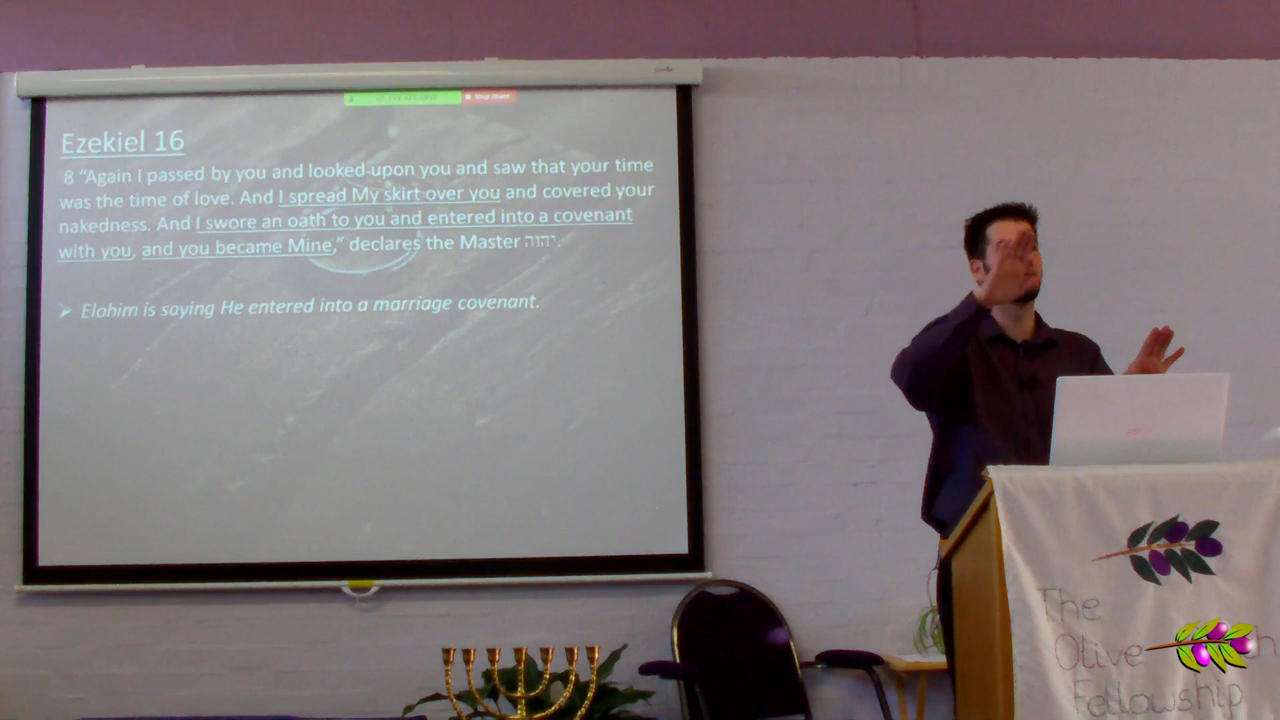 Stop Share
Ezekiel 16
8 “Again I passed by you and looked upon you and saw that your time
was the time of love. And I spread My skirt over you and covered your
nakedness. And I swore an oath to you and entered into a covenant
with you, and you became Mine,” declares the Master יהוה.
➤ Elohim is saying He entered into a marriage covenant.
The
Olive
Fellowship